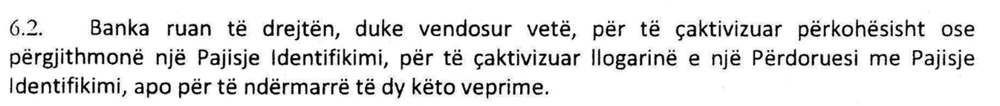 6.2. Banka ruan të drejtën, duke vendosur vetë, për të çaktivizuar përkohësisht ose
përgjithmonë një Pajisje Identifikimi, për të çaktivizuar llogarinë e një Përdoruesi me Pajisje
Identifikimi, apo për të ndërmarrë të dy këto veprime.